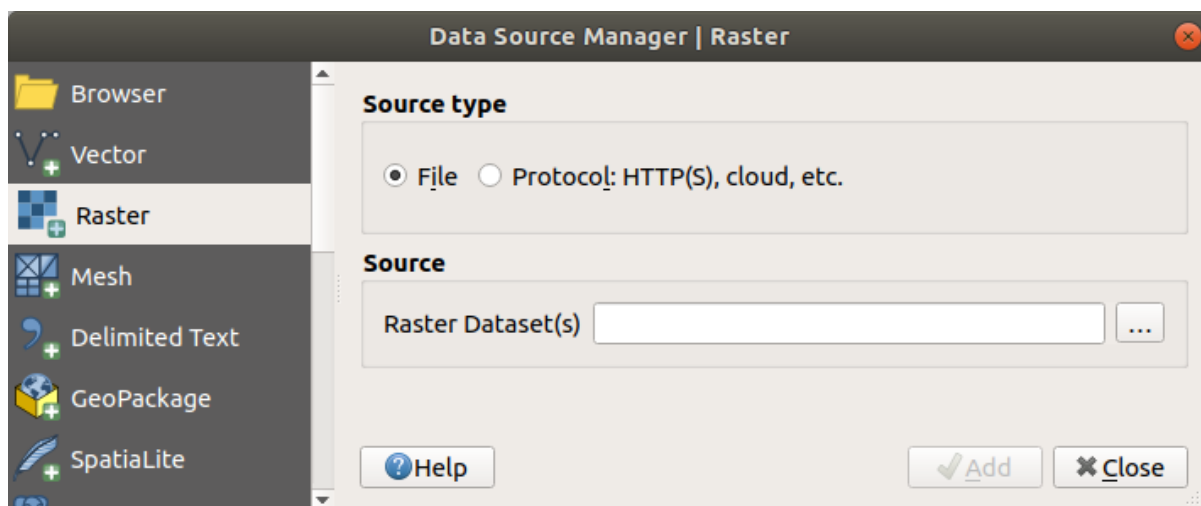 Data Source Manager | Raster
Browser
Vector
Raster
Mesh
Delimited Text
GeoPackage
SpatiaLite
Source type
File
Protocol: HTTP(S), cloud, etc.
Source
Raster Dataset(s)
...
Help
Add
Close